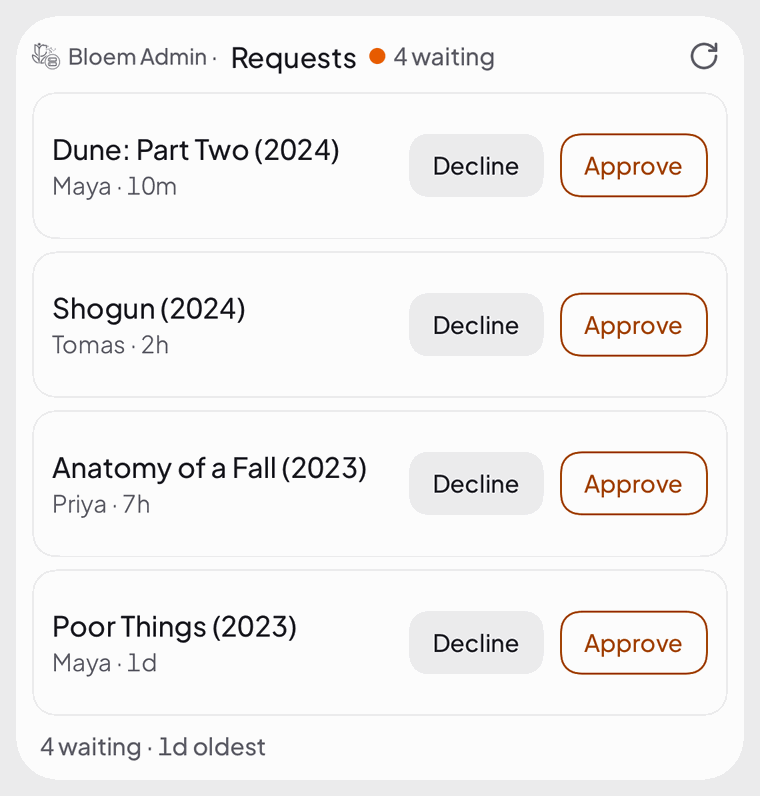 Bloem Admin · Requests 4 waiting
Dune: Part Two (2024)
Maya · 10m
Decline
Approve
Shogun (2024)
Tomas · 2h
Decline
Approve
Anatomy of a Fall (2023)
Priya · 7h
Decline
Approve
Poor Things (2023)
Maya · 1d
Decline
Approve
4 waiting · 1d oldest